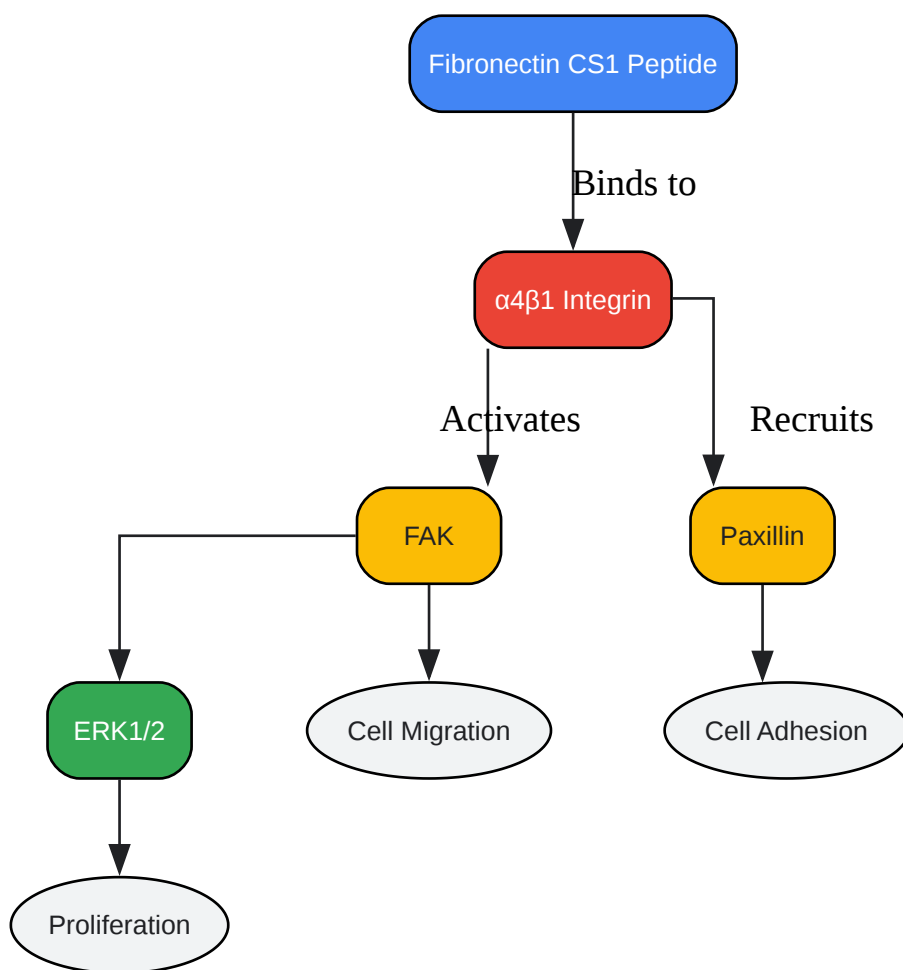 Fibronectin CS1 Peptide
Binds to
α4β1 Integrin
Activates
Recruits
FAK
Paxillin
ERK1/2
Cell Migration
Cell Adhesion
Proliferation